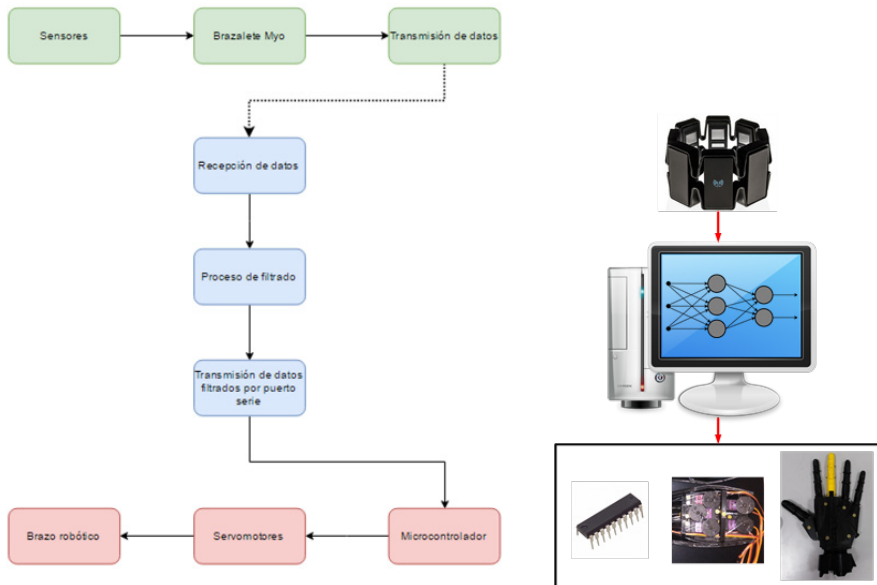 Sensores
Brazalete Myo
Transmisión de datos
Recepción de datos
Proceso de filtrado
Transmisión de datos
filtrados por puerto
serie
Brazo robótico
Servomotores
Microcontrolador